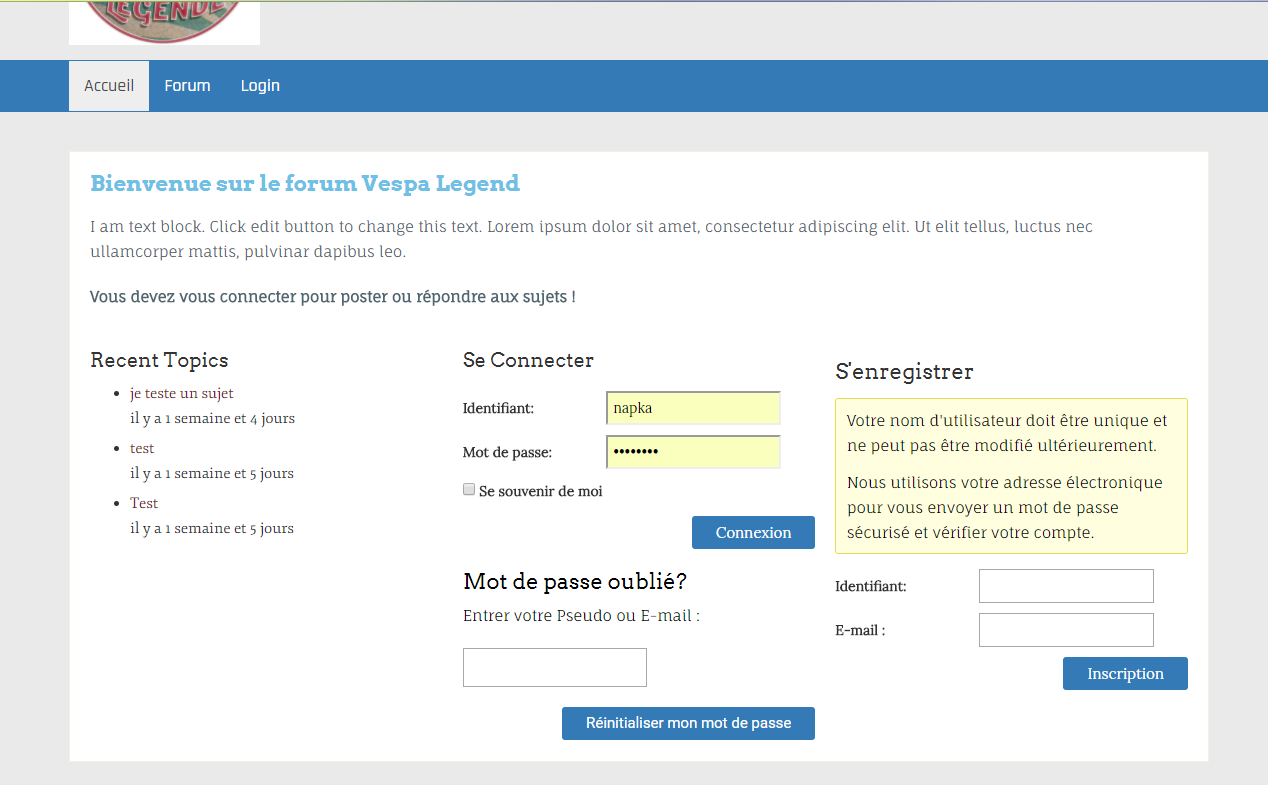 LEGENDE
Accueil Forum Login
Bienvenue sur le forum Vespa Legend
I am text block. Click edit button to change this text. Lorem ipsum dolor sit amet, consectetur adipiscing elit. Ut elit tellus, luctus nec
ullamcorper mattis, pulvinar dapibus leo.
Vous devez vous connecter pour poster ou répondre aux sujets !
Recent Topics
je teste un sujet
il y a 1 semaine et 4 jours
test
il y a 1 semaine et 5 jours
Test
il y a 1 semaine et 5 jours
Se Connecter
Identifiant: napka
Mot de passe: ••••••••
Se souvenir de moi
Connexion
Mot de passe oublié?
Entrer votre Pseudo ou E-mail :
Réinitialiser mon mot de passe
S'enregistrer
Votre nom d'utilisateur doit être unique et
ne peut pas être modifié ultérieurement.
Nous utilisons votre adresse électronique
pour vous envoyer un mot de passe
sécurisé et vérifier votre compte.
Identifiant:
E-mail :
Inscription